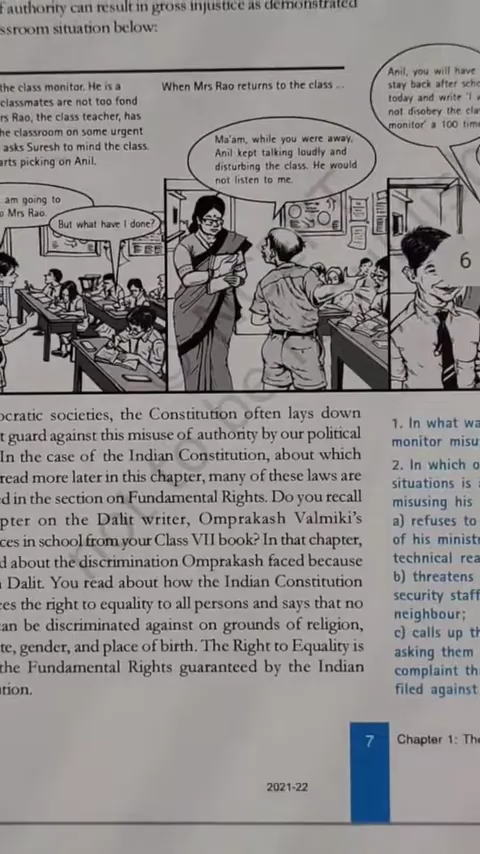 f authority can result in gross injustice as demonstrated
ssroom situation below:
the class monitor. He is a
classmates are not too fond
rs Rao, the class teacher, has
he classroom on some urgent
asks Suresh to mind the class.
arts picking on Anil.
am going to
o Mrs Rao.
But what have I done?
When Mrs Rao returns to the class ...
Ma'am, while you were away,
Anil kept talking loudly and
disturbing the class. He would
not listen to me.
Anil, you will have
stay back after scho
today and write 'I w
not disobey the cla
monitor' a 100 time
6
ocratic societies, the Constitution often lays down
t guard against this misuse of authority by our political
In the case of the Indian Constitution, about which
read more later in this chapter, many of these laws are
d in the section on Fundamental Rights. Do you recall
pter on the Dalit writer, Omprakash Valmiki's
ces in school from your Class VII book? In that chapter,
d about the discrimination Omprakash faced because
Dalit. You read about how the Indian Constitution
ees the right to equality to all persons and says that no
an be discriminated against on grounds of religion,
te, gender, and place of birth. The Right to Equality is
the Fundamental Rights guaranteed by the Indian
ution.
1. In what wa
monitor misu
2. In which o
situations is
misusing his
a) refuses to
of his ministr
technical rea
b) threatens
security staff
neighbour;
c) calls up th
asking them
complaint th
filed against
7
Chapter 1: The
2021-22
not to be